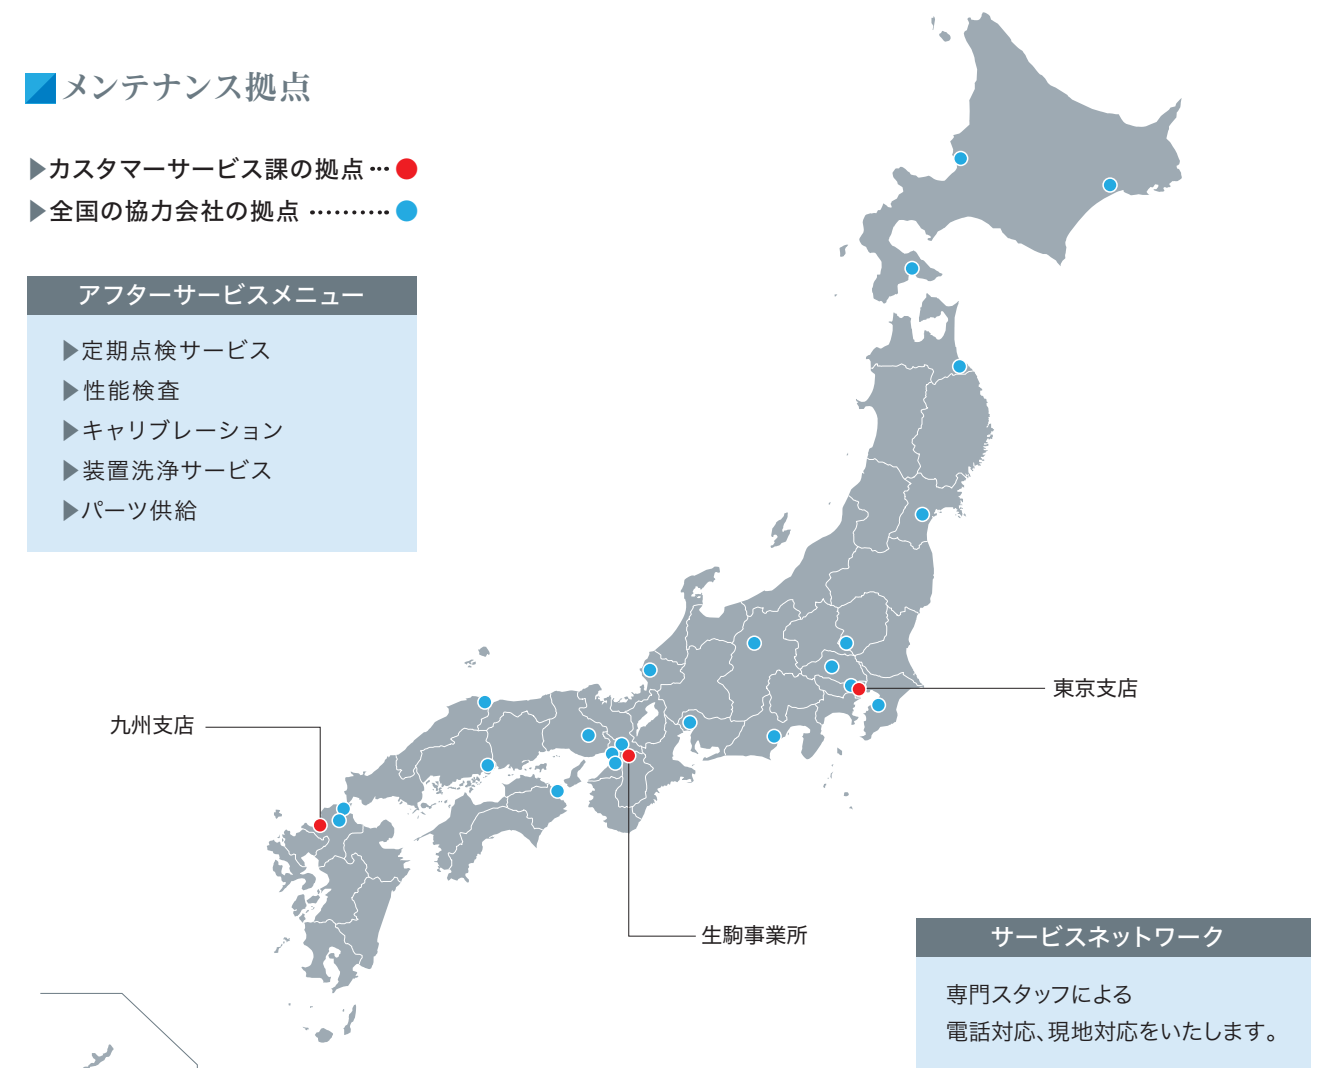 メンテナンス拠点
▶カスタマーサービス課の拠点 …●
▶全国の協力会社の拠点 ……….●
アフターサービスメニュー
▶定期点検サービス
▶性能検査
▶キャリブレーション
▶装置洗浄サービス
▶パーツ供給
東京支店
九州支店
生駒事業所
サービスネットワーク
専門スタッフによる
電話対応、現地対応をいたします。